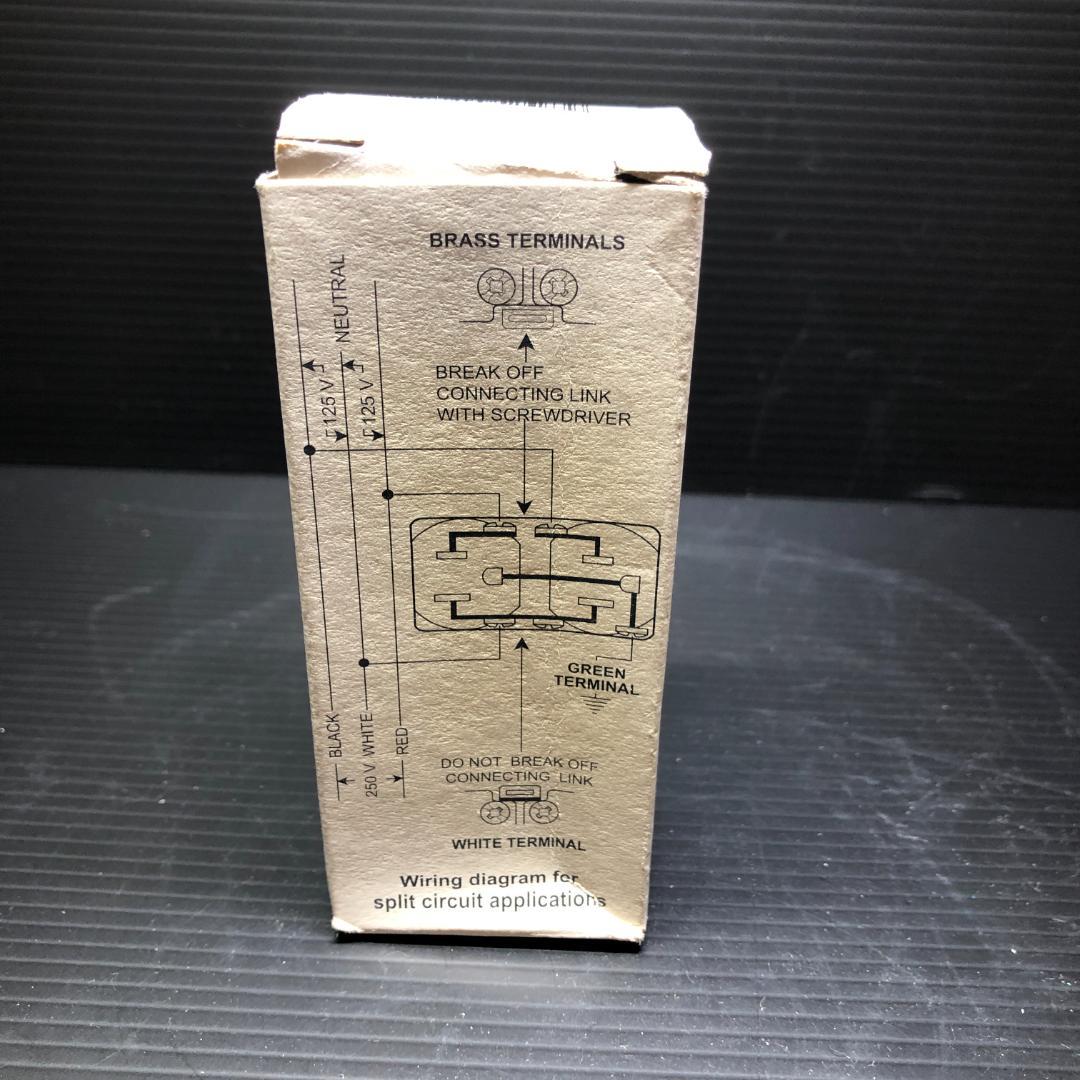 BRASS TERMINALS
NEUTRAL
125 V
125 V
BREAK OFF
CONNECTING LINK
WITH SCREWDRIVER
GREEN
TERMINAL
BLACK
250 V WHITE
RED
DO NOT BREAK OFF
CONNECTING LINK
WHITE TERMINAL
Wiring diagram for
split circuit applications